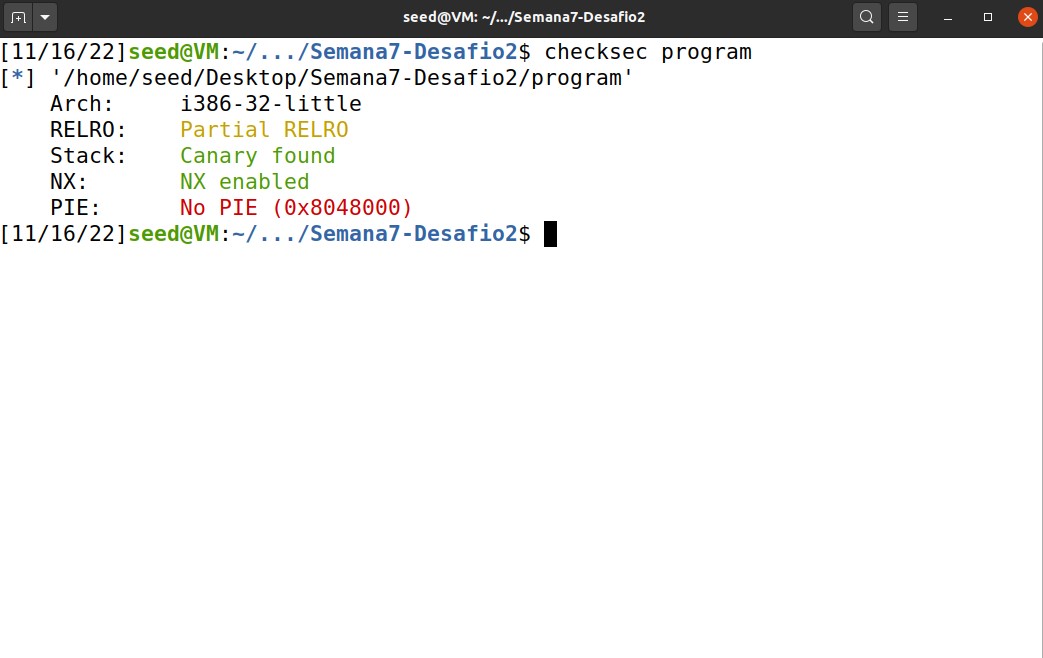 seed@VM: ~/.../Semana7-Desafio2
[11/16/22]seed@VM:~/.../Semana7-Desafio2$ checksec program
[*] '/home/seed/Desktop/Semana7-Desafio2/program'
    Arch:     i386-32-little
    RELRO:    Partial RELRO
    Stack:    Canary found
    NX:       NX enabled
    PIE:      No PIE (0x8048000)
[11/16/22]seed@VM:~/.../Semana7-Desafio2$